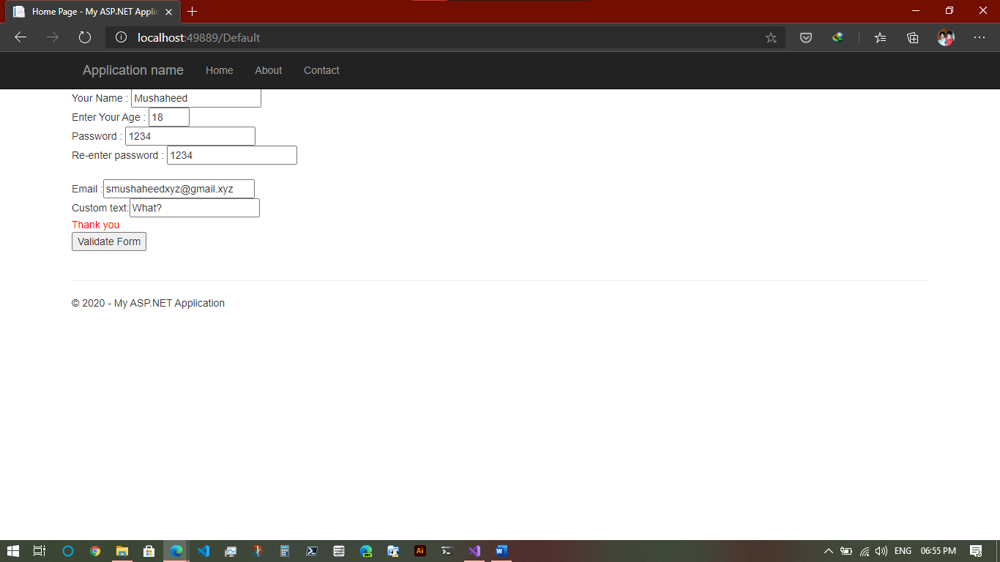 Home Page - My ASP.NET Applic
localhost:49889/Default
Application name Home About Contact
Your Name : Mushaheed
Enter Your Age : 18
Password : 1234
Re-enter password : 1234
Email : smushaheedxyz@gmail.xyz
Custom text: What?
Thank you
Validate Form
© 2020 - My ASP.NET Application
DEV
Ai
W
ENG 06:55 PM